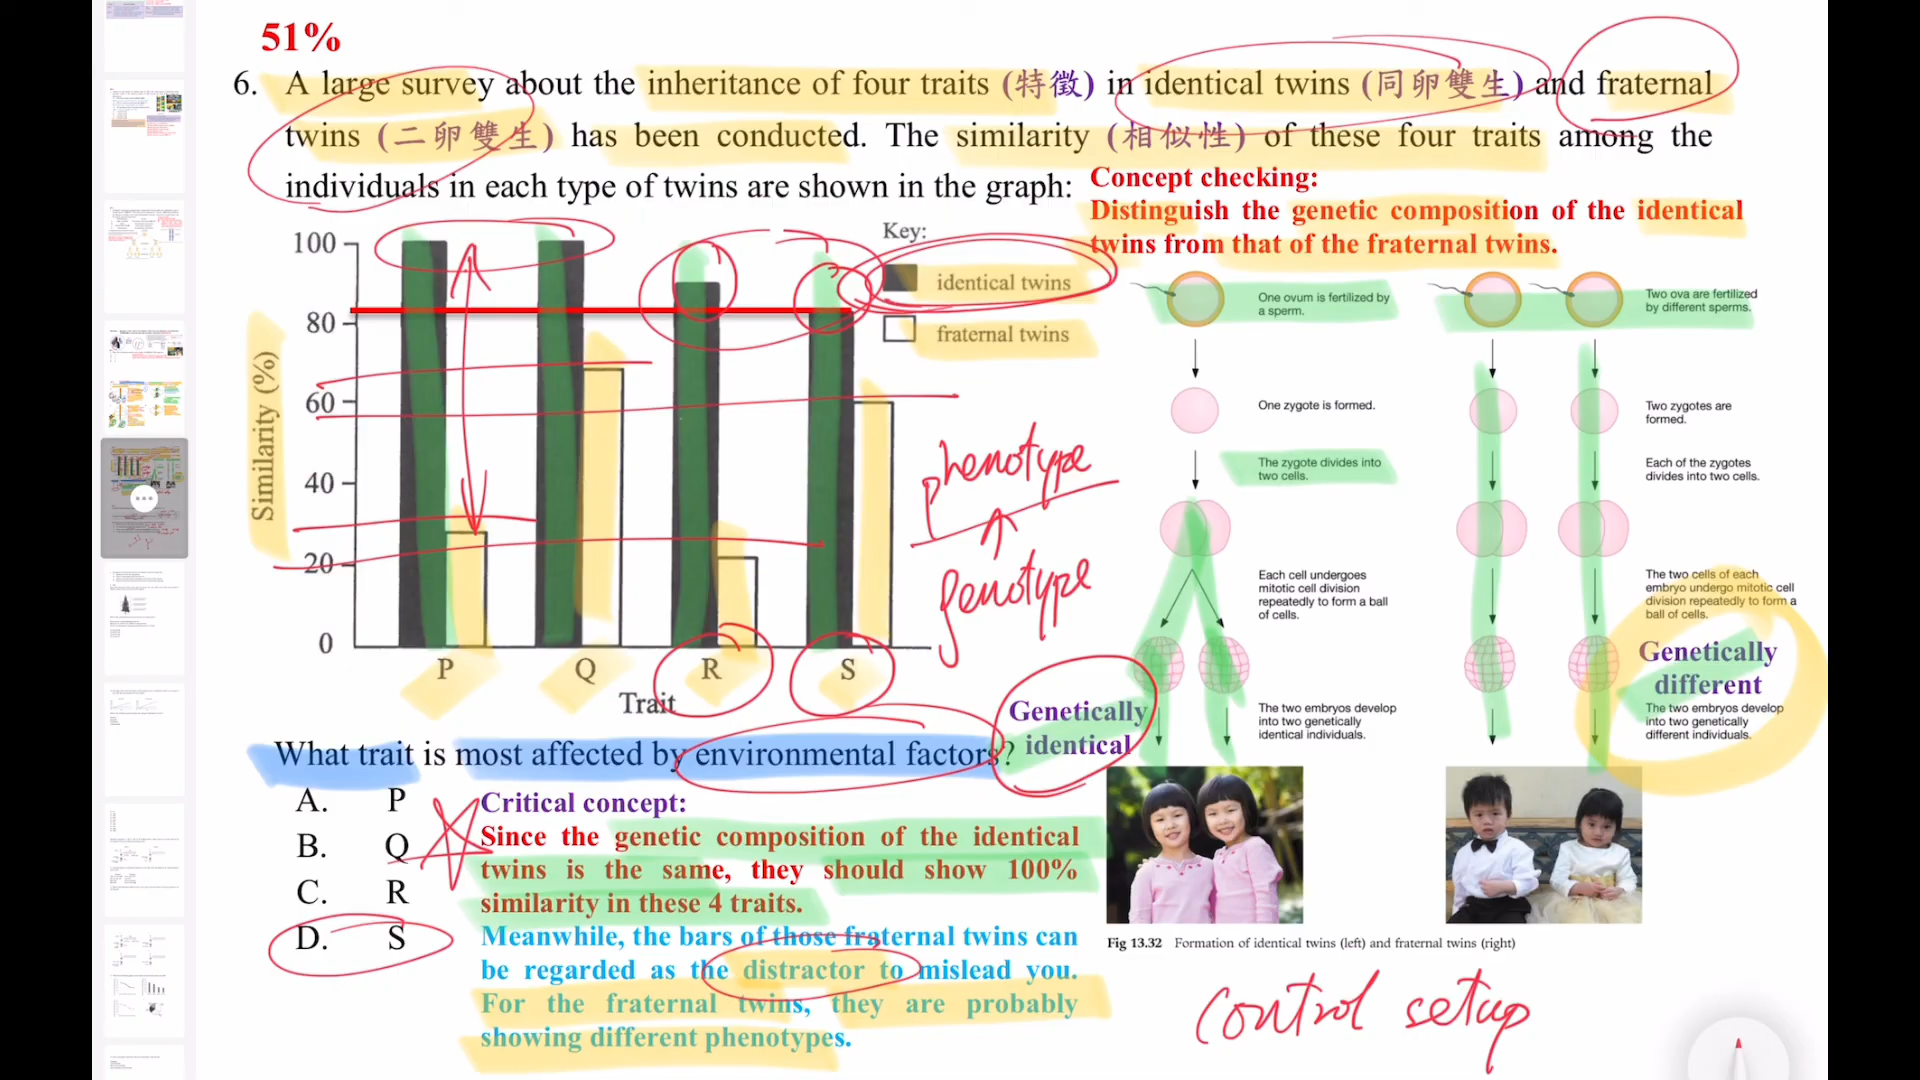 51%
6. A large survey about the inheritance of four traits (特徵) in identical twins (同卵雙生) and fraternal
twins (二卵雙生) has been conducted. The similarity (相似性) of these four traits among the
individuals in each type of twins are shown in the graph:
Concept checking:
Distinguish the genetic composition of the identical
twins from that of the fraternal twins.
Key:
identical twins
fraternal twins
Similarity (%)
100
80
60
40
20
0
P Q R S
Trait
phenotype
genotype
One ovum is fertilized by
a sperm.
One zygote is formed.
The zygote divides into
two cells.
Each cell undergoes
mitotic cell division
repeatedly to form a ball
of cells.
The two embryos develop
into two genetically
identical individuals.
Genetically
identical
Two ova are fertilized
by different sperms.
Two zygotes are
formed.
Each of the zygotes
divides into two cells.
The two cells of each
embryo undergo mitotic cell
division repeatedly to form a
ball of cells.
Genetically
different
The two embryos develop
into two genetically
different individuals.
What trait is most affected by environmental factors?
A. P
B. Q
C. R
D. S
Critical concept:
Since the genetic composition of the identical
twins is the same, they should show 100%
similarity in these 4 traits.
Meanwhile, the bars of those fraternal twins can
be regarded as the distractor to mislead you.
For the fraternal twins, they are probably
showing different phenotypes.
Fig 13.32 Formation of identical twins (left) and fraternal twins (right)
control setup